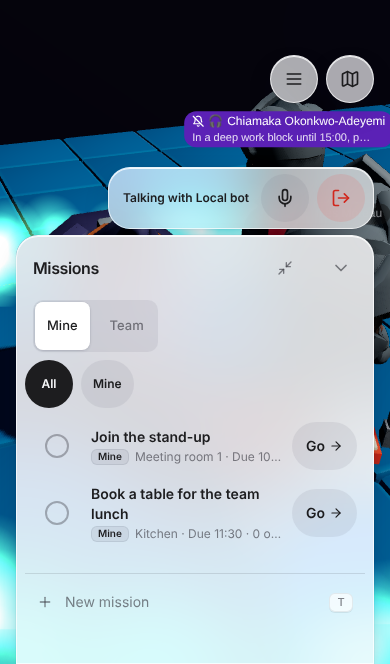 Chiamaka Okonkwo-Adeyemi
In a deep work block until 15:00, p…
Talking with Local bot
Missions
Mine
Team
All
Mine
Join the stand-up
Mine Meeting room 1 · Due 10…
Go →
Book a table for the team
lunch
Mine Kitchen · Due 11:30 · 0 o…
Go →
+ New mission
T